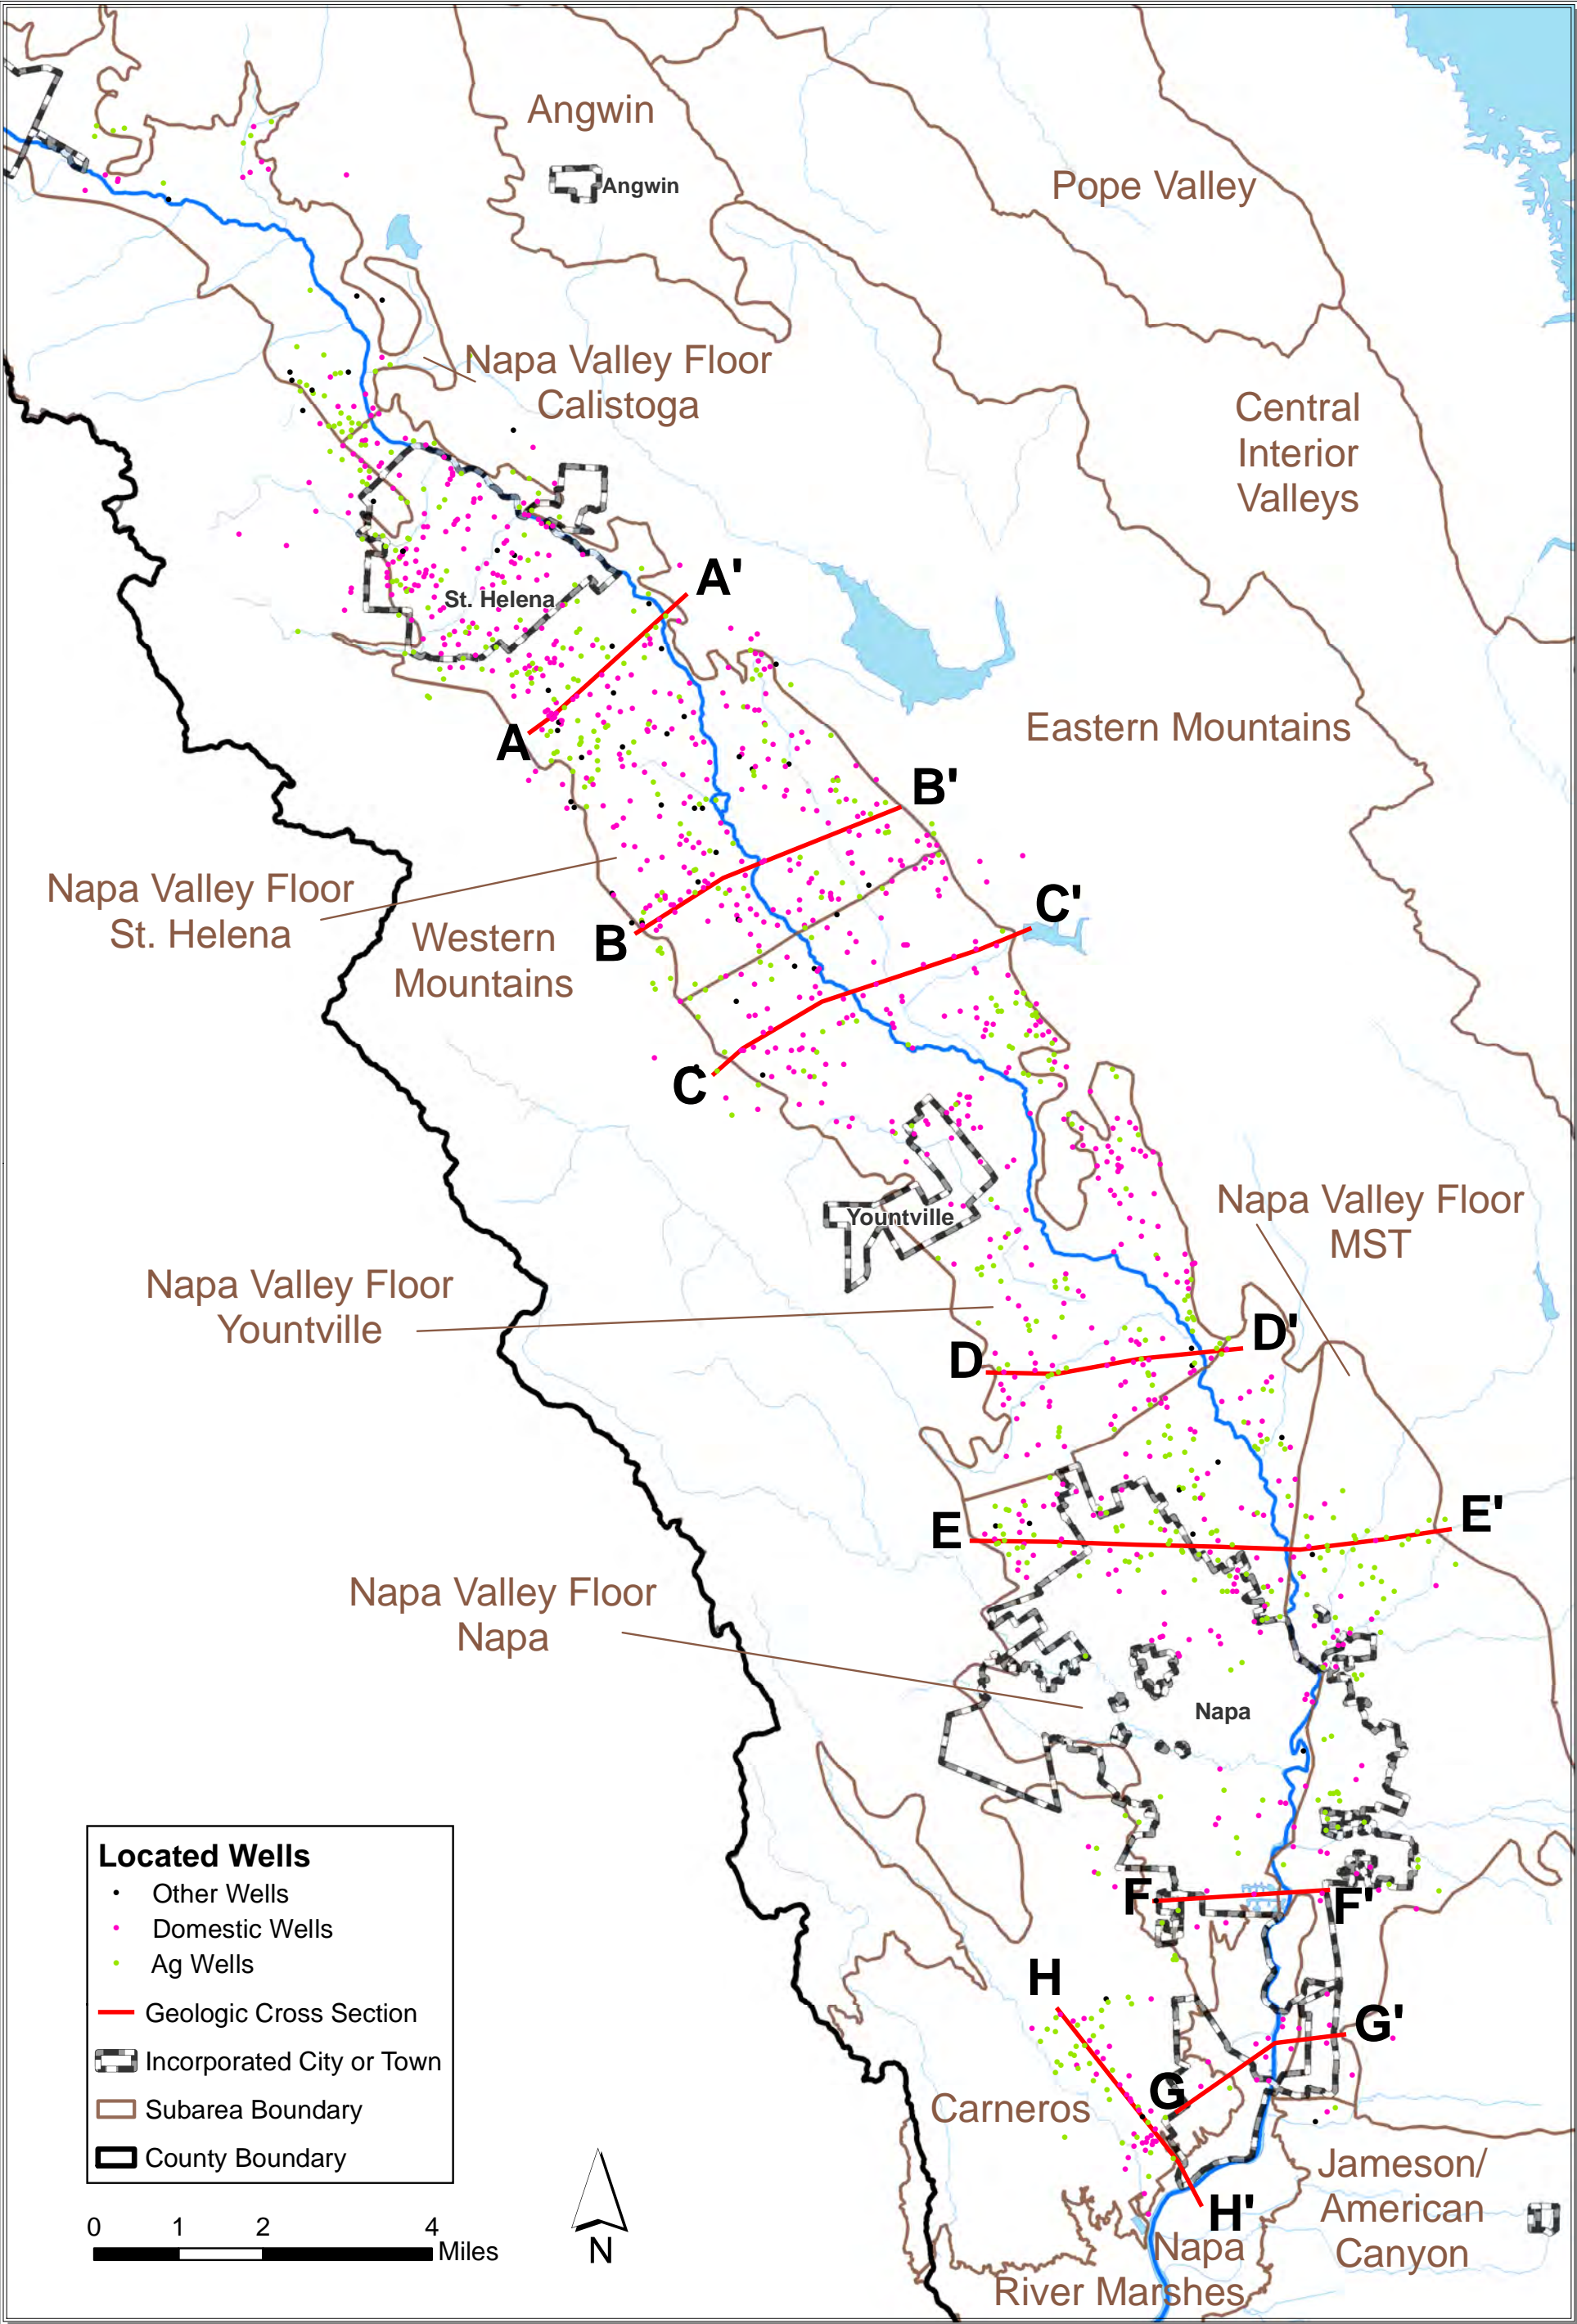 Angwin
Angwin
Pope Valley
Napa Valley Floor
Calistoga
Central
Interior
Valleys
A'
St. Helena
Eastern Mountains
A
B'
Napa Valley Floor
St. Helena
C'
B
Western
Mountains
C
Napa Valley Floor
MST
Yountville
Napa Valley Floor
Yountville
D'
D
E'
E
Napa Valley Floor
Napa
Napa
Located Wells
Other Wells
Domestic Wells
Ag Wells
Geologic Cross Section
Incorporated City or Town
Subarea Boundary
County Boundary
F
F'
H
G'
G
Carneros
Jameson/
American
Canyon
H'
Napa
River Marshes
0 1 2 4
Miles
N